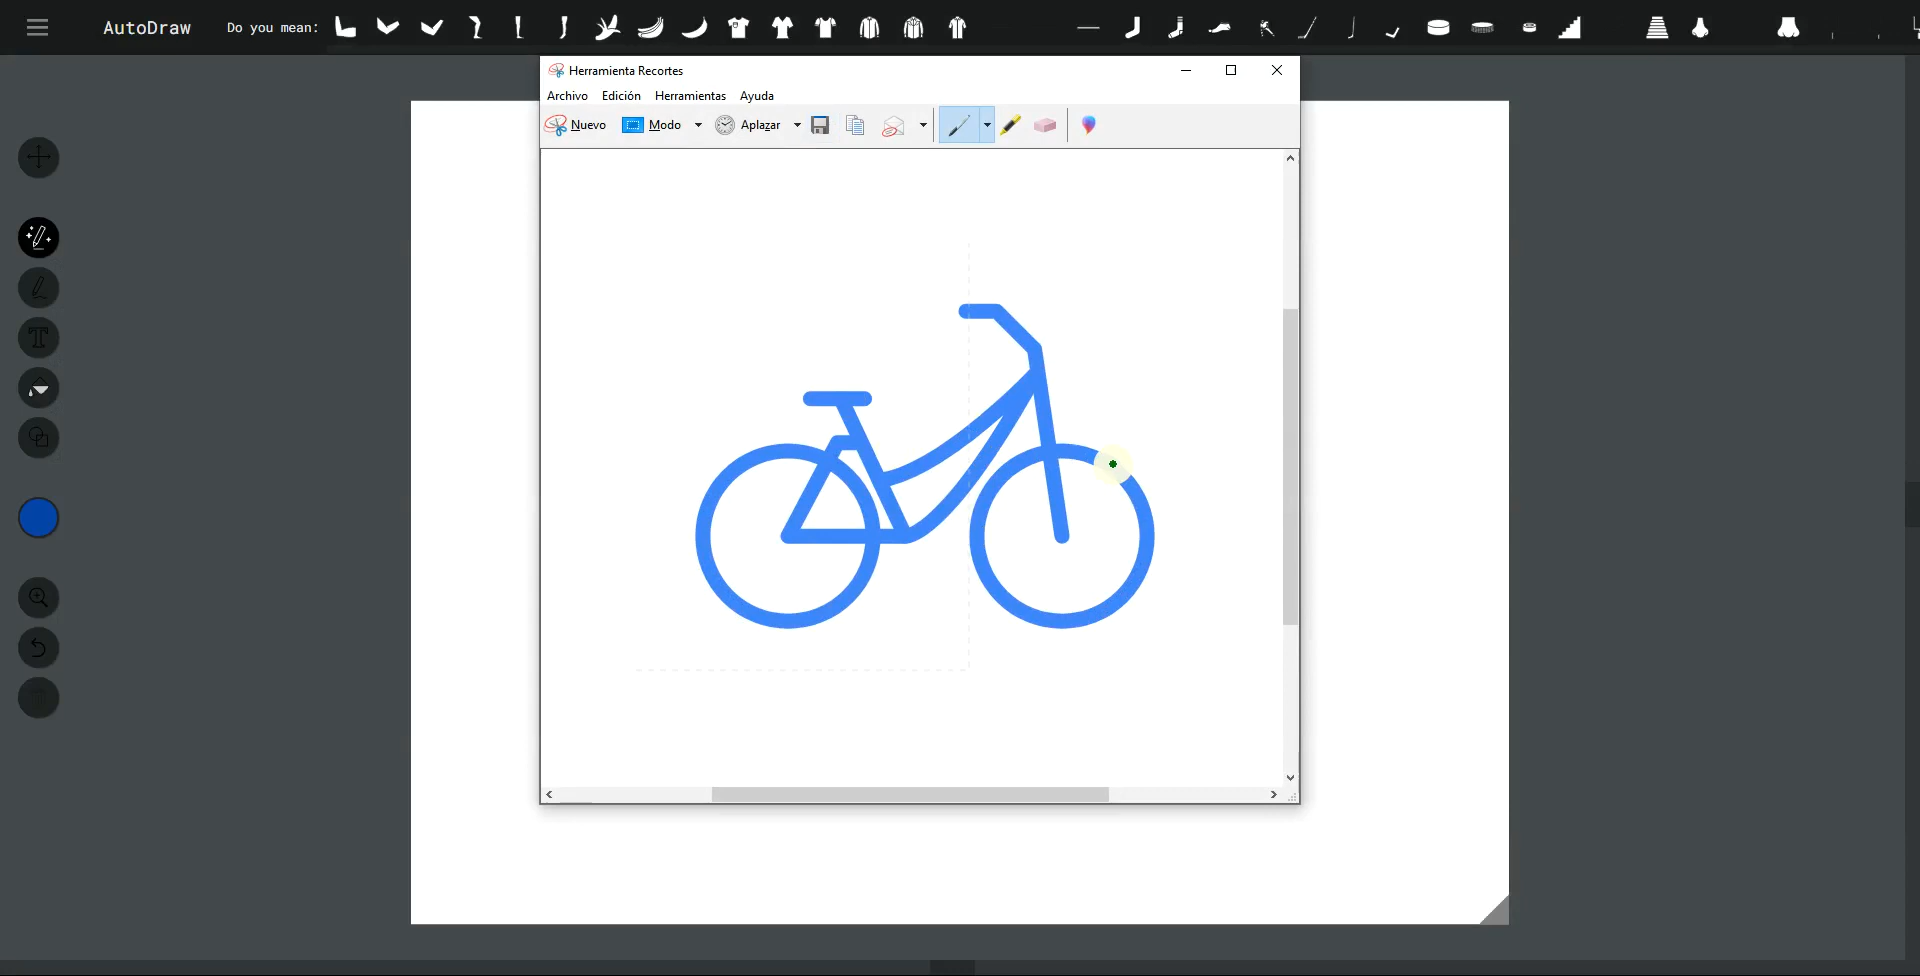 AutoDraw Do you mean:
Herramienta Recortes
Archivo Edición Herramientas Ayuda
Nuevo Modo Aplazar